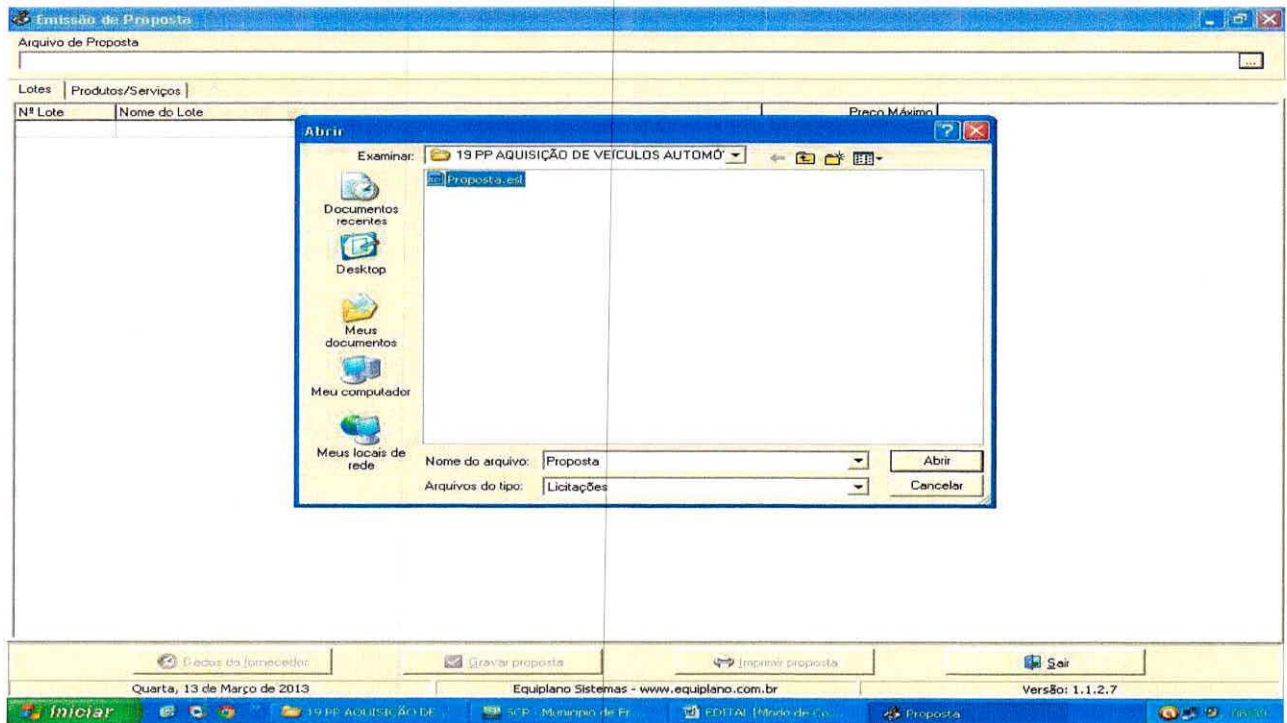 Emissão de Proposta
Arquivo de Proposta
...
Lotes Produtos/Serviços
Nº Lote Nome do Lote Preço Máximo
Abrir
Examinar: 19 PP AQUISIÇÃO DE VEÍCULOS AUTOMÓ
Proposta.esl
Documentos recentes
Desktop
Meus documentos
Meu computador
Meus locais de rede
Nome do arquivo: Proposta Abrir
Arquivos do tipo: Licitações Cancelar
Dados do fornecedor Gravar proposta Imprimir proposta Sair
Quarta, 13 de Março de 2013 Equiplano Sistemas - www.equiplano.com.br Versão: 1.1.2.7
Iniciar 19 PP AQUISIÇÃO DE ... SCP - Município de Fr... EDITAL [Modo de Co... Proposta